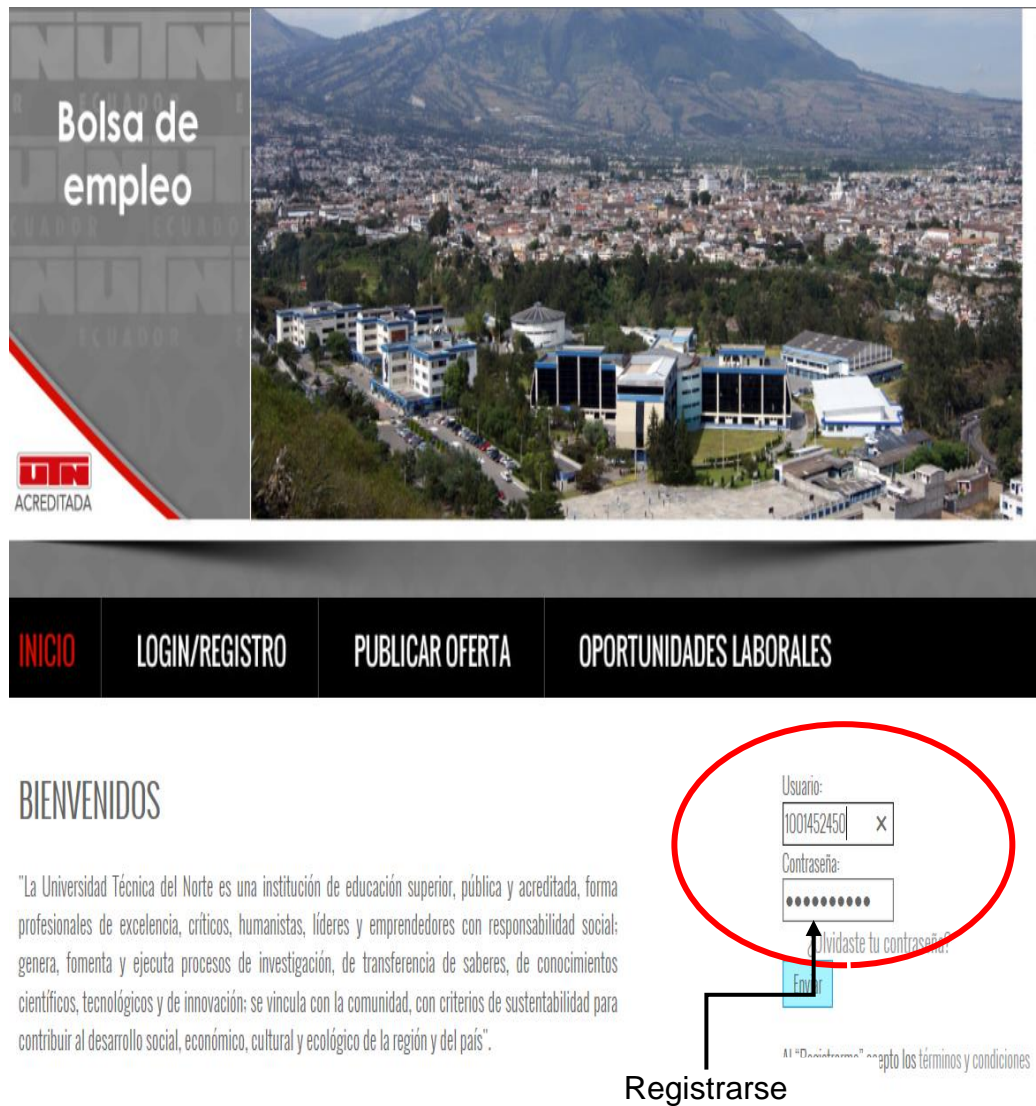 Bolsa de
empleo
UTN
ACREDITADA
INICIO
LOGIN/REGISTRO
PUBLICAR OFERTA
OPORTUNIDADES LABORALES
BIENVENIDOS
"La Universidad Técnica del Norte es una institución de educación superior, pública y acreditada, forma
profesionales de excelencia, críticos, humanistas, líderes y emprendedores con responsabilidad social;
genera, fomenta y ejecuta procesos de investigación, de transferencia de saberes, de conocimientos
científicos, tecnológicos y de innovación; se vincula con la comunidad, con criterios de sustentabilidad para
contribuir al desarrollo social, económico, cultural y ecológico de la región y del país".
Usuario:
1001452450 X
Contraseña:
••••••••••
¿Olvidaste tu contraseña?
Enviar
Al "Registrarme" acepto los términos y condiciones
Registrarse